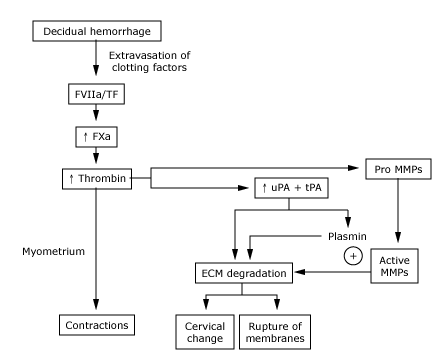 Decidual hemorrhage
Extravasation of
clotting factors
FVIIa/TF
↑ FXa
↑ Thrombin
Pro MMPs
↑ uPA + tPA
Plasmin
Myometrium
+
ECM degradation
Active
MMPs
Contractions
Cervical
change
Rupture of
membranes